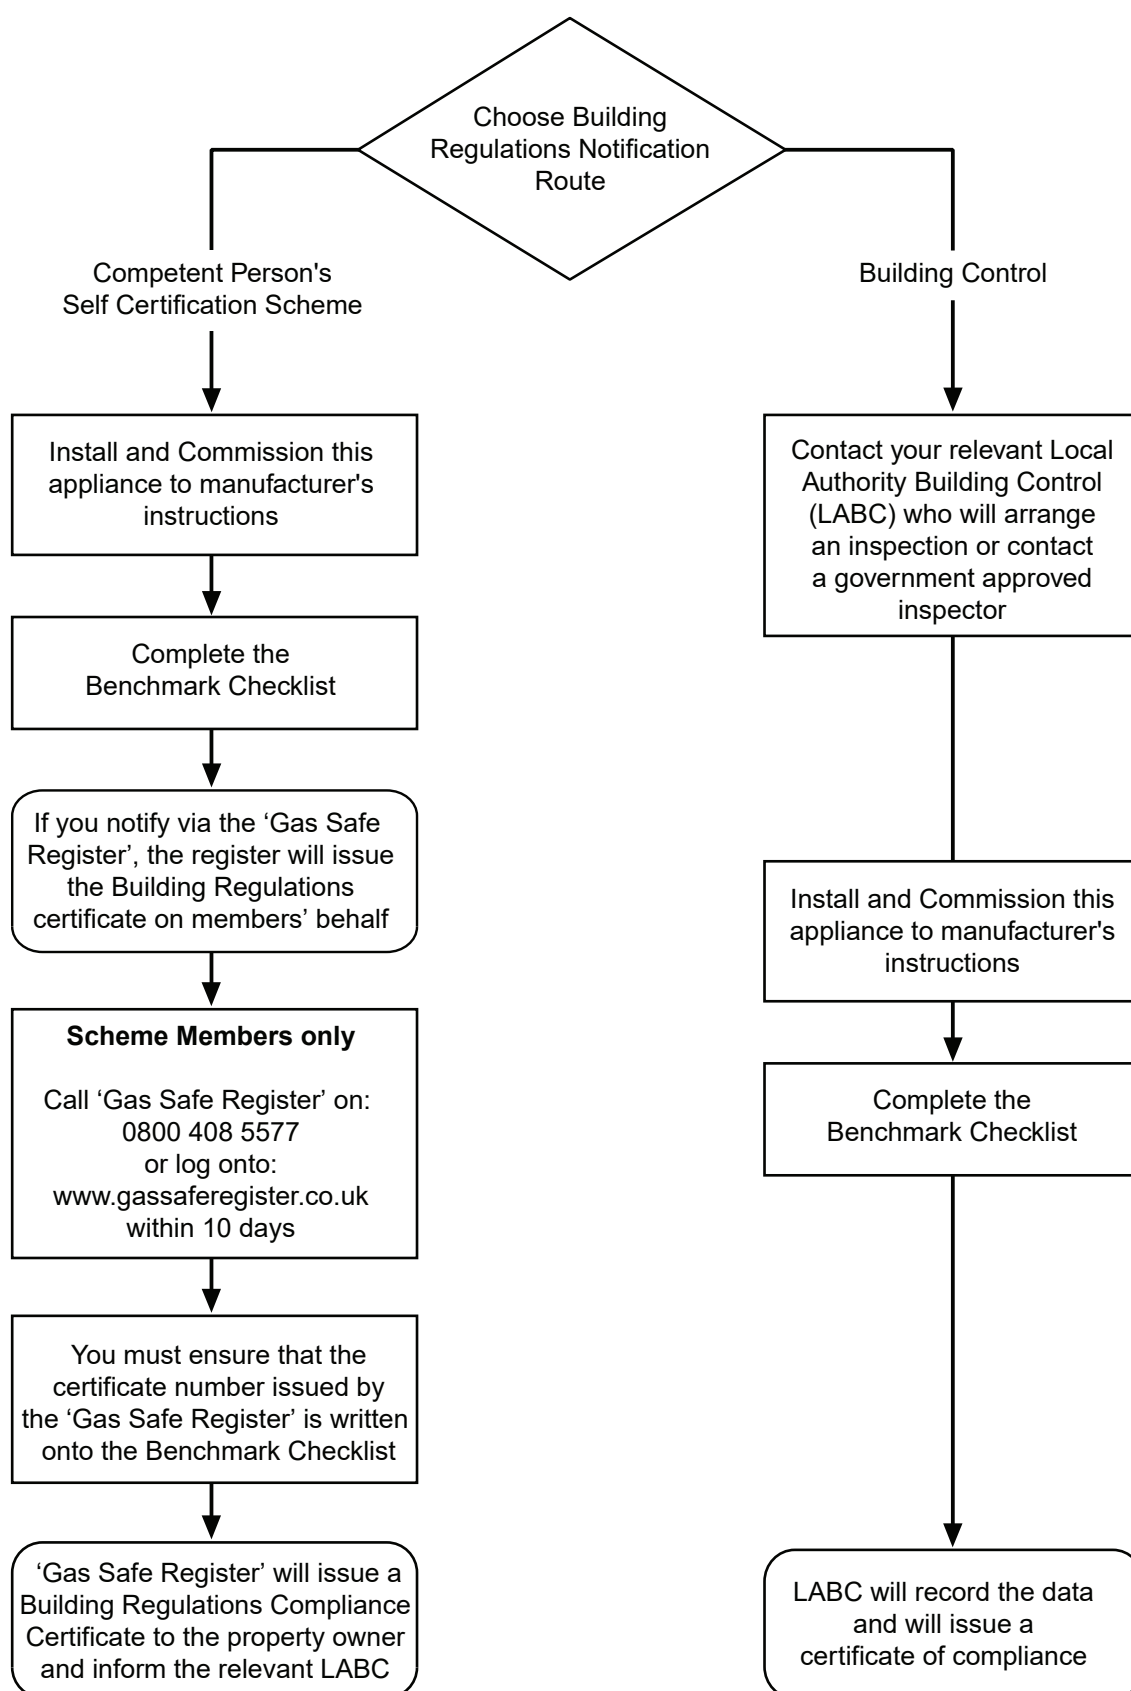 Choose Building
Regulations Notification
Route
Competent Person's
Self Certification Scheme
Install and Commission this
appliance to manufacturer's
instructions
Complete the
Benchmark Checklist
If you notify via the ‘Gas Safe
Register’, the register will issue
the Building Regulations
certificate on members’ behalf
Scheme Members only
Call ‘Gas Safe Register’ on:
0800 408 5577
or log onto:
www.gassaferegister.co.uk
within 10 days
You must ensure that the
certificate number issued by
the ‘Gas Safe Register’ is written
onto the Benchmark Checklist
‘Gas Safe Register’ will issue a
Building Regulations Compliance
Certificate to the property owner
and inform the relevant LABC
Building Control
Contact your relevant Local
Authority Building Control
(LABC) who will arrange
an inspection or contact
a government approved
inspector
Install and Commission this
appliance to manufacturer's
instructions
Complete the
Benchmark Checklist
LABC will record the data
and will issue a
certificate of compliance